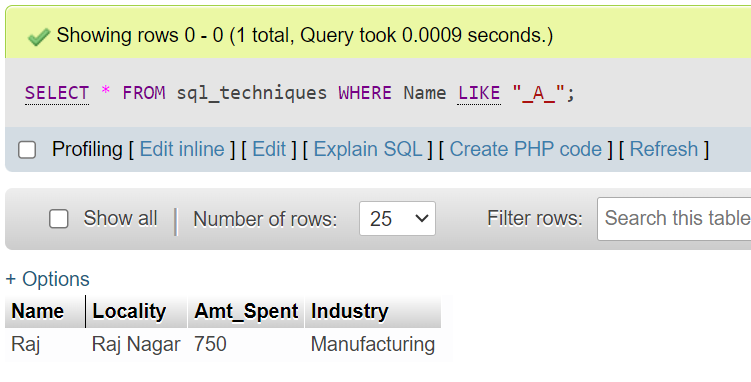 Showing rows 0 - 0 (1 total, Query took 0.0009 seconds.)
SELECT * FROM sql_techniques WHERE Name LIKE "_A_";
Profiling [ Edit inline ] [ Edit ] [ Explain SQL ] [ Create PHP code ] [ Refresh ]
Show all | Number of rows: 25 Filter rows: Search this table
+ Options
Name Locality Amt_Spent Industry
Raj Raj Nagar 750 Manufacturing